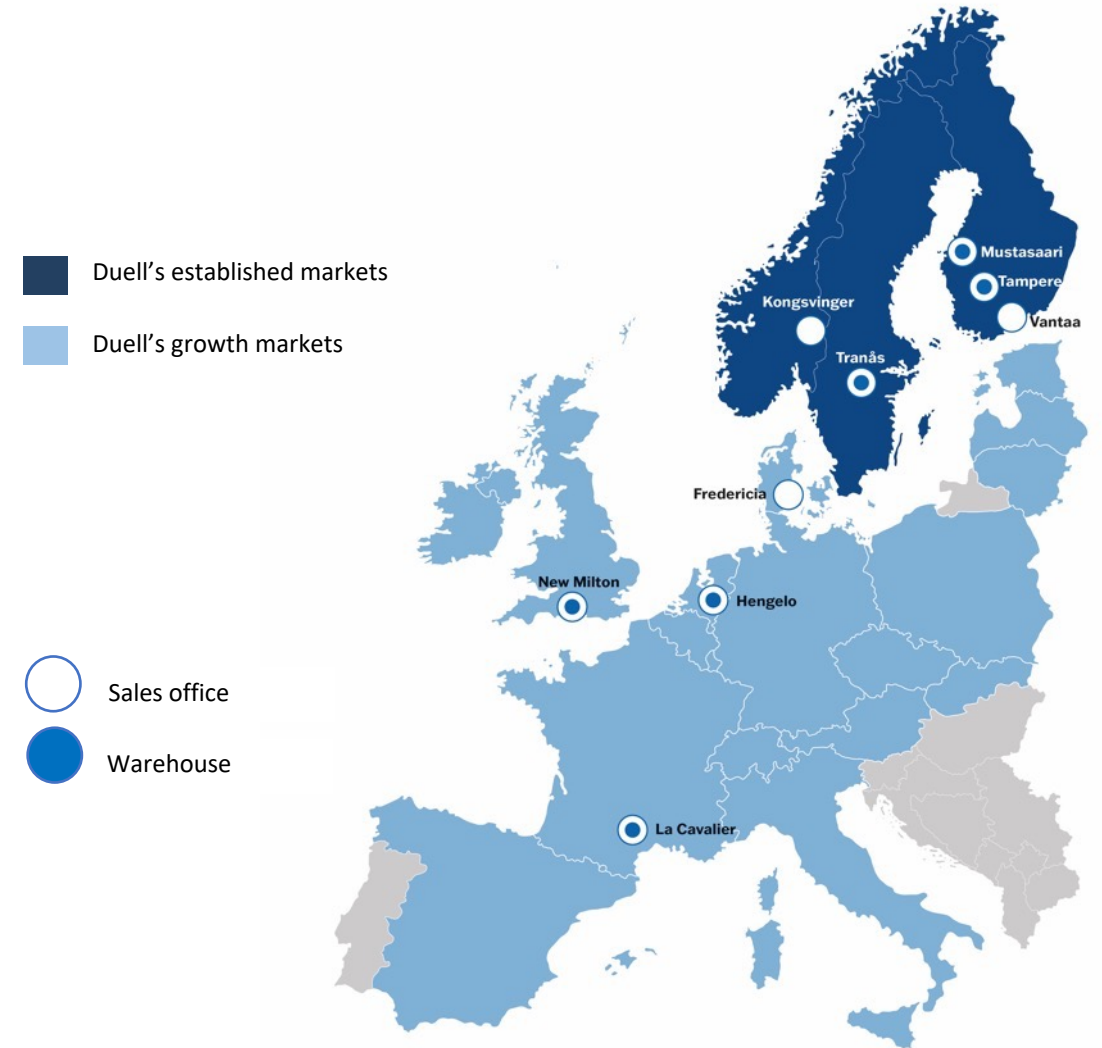 Mustasaari
Duell’s established markets
Tampere
Kongsvinger
Vantaa
Duell’s growth markets
Tranås
Fredericia
New Milton
Hengelo
Sales office
Warehouse
La Cavalier